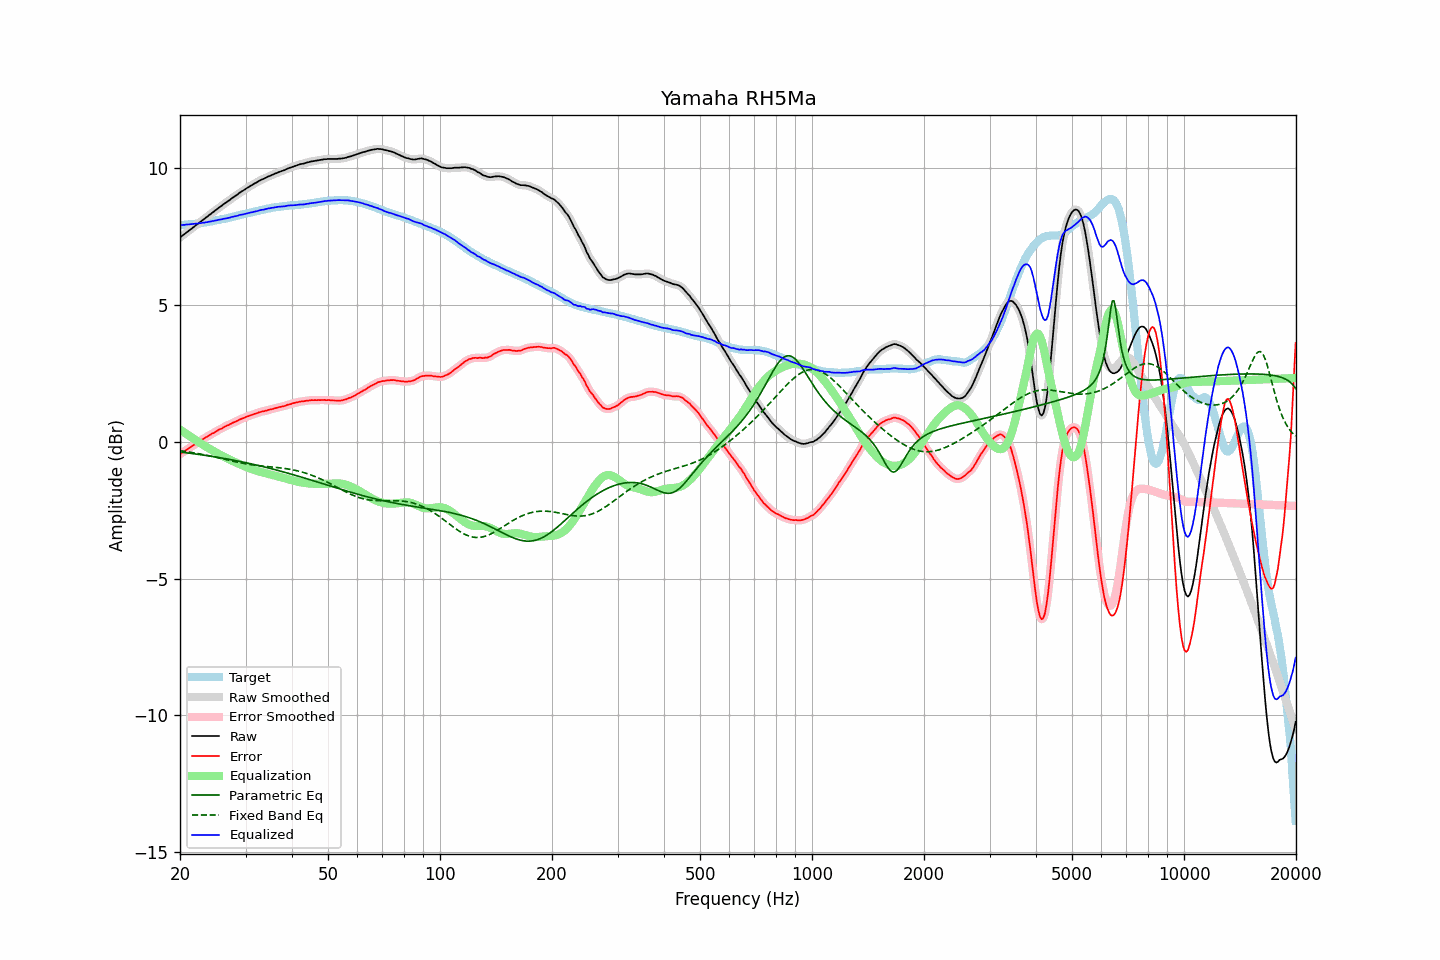 Yamaha RH5Ma
Amplitude (dBr)
10
5
0
−5
−10
−15
Target
Raw Smoothed
Error Smoothed
Raw
Error
Equalization
Parametric Eq
Fixed Band Eq
Equalized
20 50 100 200 500 1000 2000 5000 10000 20000
Frequency (Hz)